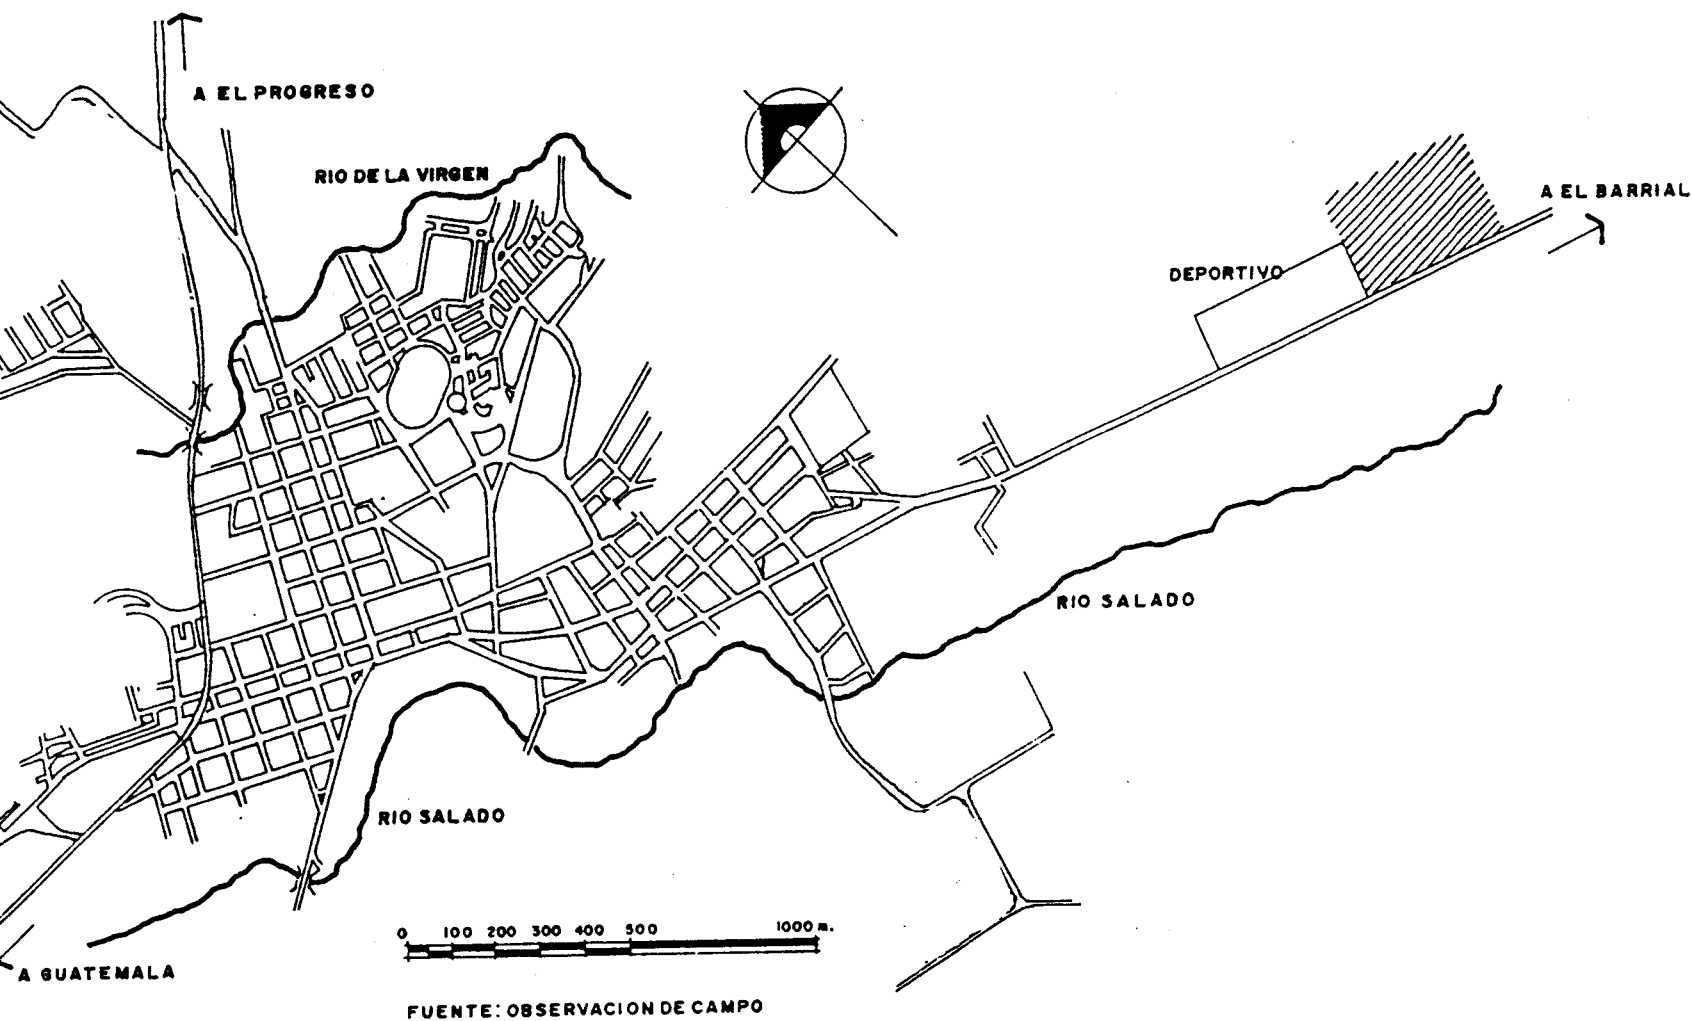 A EL PROGRESO
RIO DE LA VIRGEN
A EL BARRIAL
DEPORTIVO
RIO SALADO
RIO SALADO
0 100 200 300 400 500 1000 m.
A GUATEMALA
FUENTE: OBSERVACION DE CAMPO